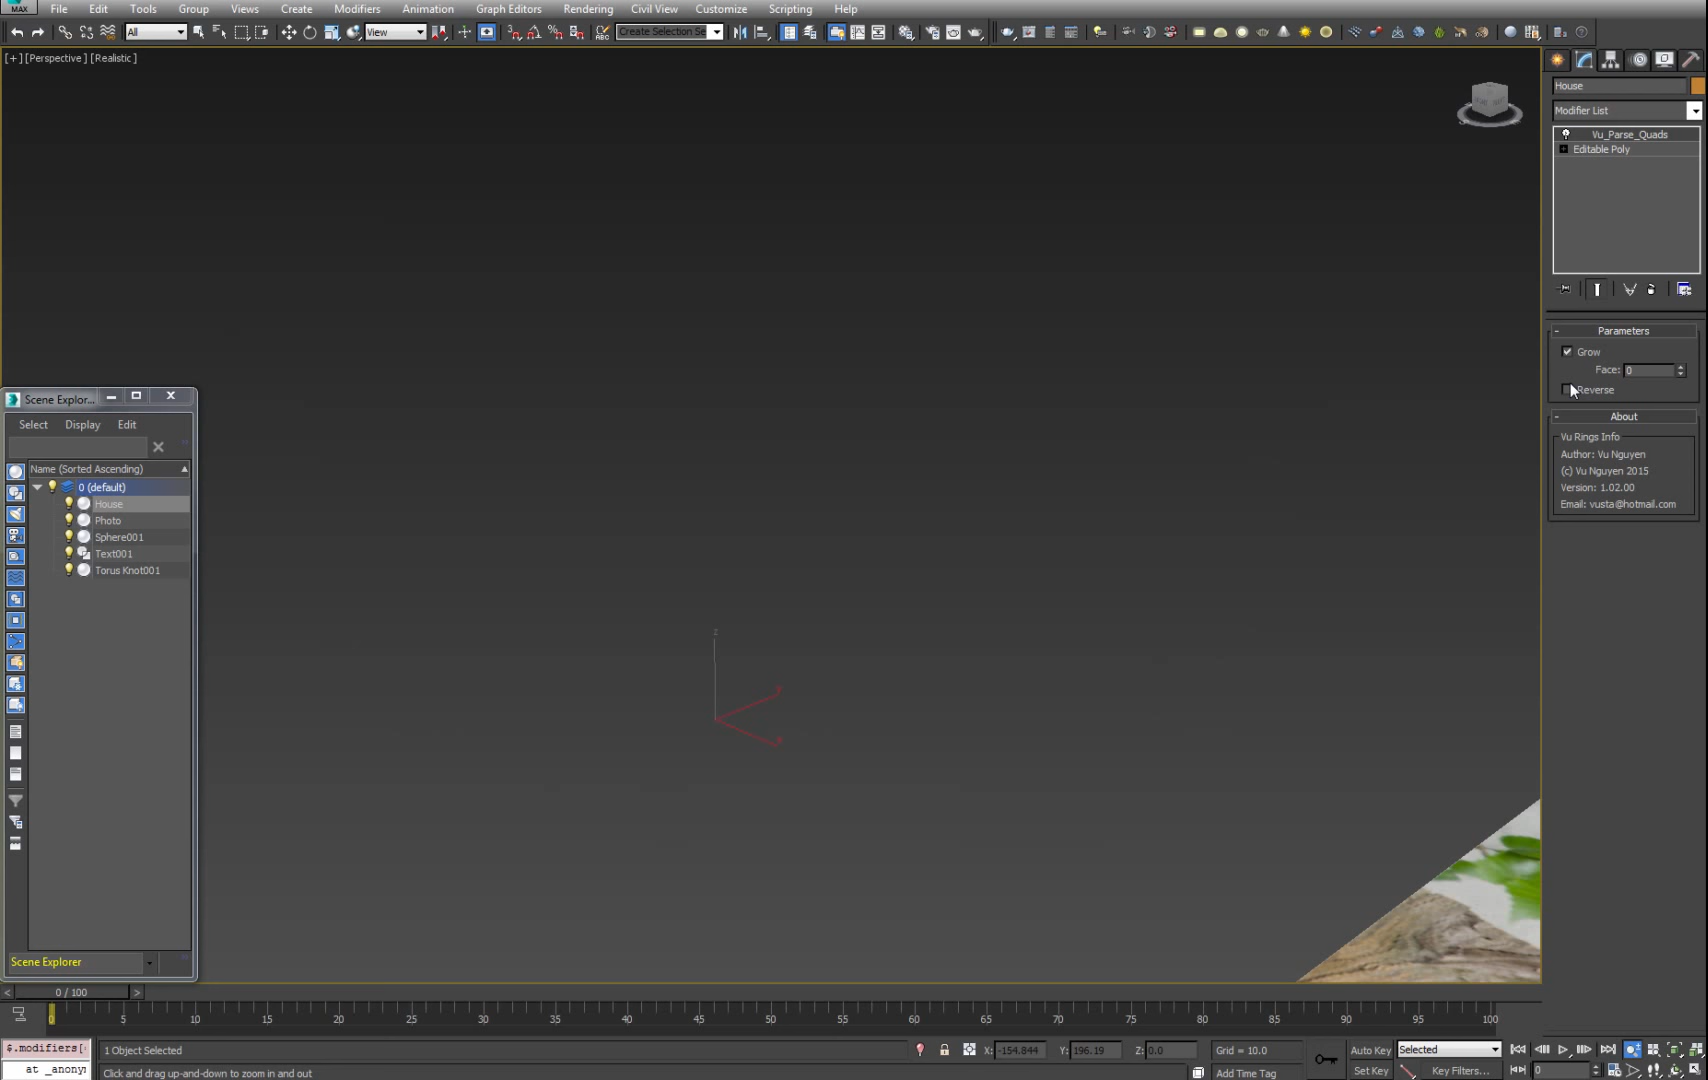 MAX File Edit Tools Group Views Create Modifiers Animation Graph Editors Rendering Civil View Customize Scripting Help
All View Create Selection Se
[+] [Perspective] [Realistic]
House
Modifier List
Vu_Parse_Quads
Editable Poly
Parameters
Grow
Face: 0
Reverse
About
Vu Rings Info
Author: Vu Nguyen
(c) Vu Nguyen 2015
Version: 1.02.00
Email: vusta@hotmail.com
Scene Explor...
Select Display Edit
Name (Sorted Ascending)
0 (default)
House
Photo
Sphere001
Text001
Torus Knot001
Scene Explorer
z
0 / 100
0 5 10 15 20 25 30 35 40 45 50 55 60 65 70 75 80 85 90 95 100
$.modifiers[ 1 Object Selected X: -154.844 Y: 196.19 Z: 0.0 Grid = 10.0 Auto Key Selected
at _anony Click and drag up-and-down to zoom in and out Add Time Tag Set Key Key Filters... 0